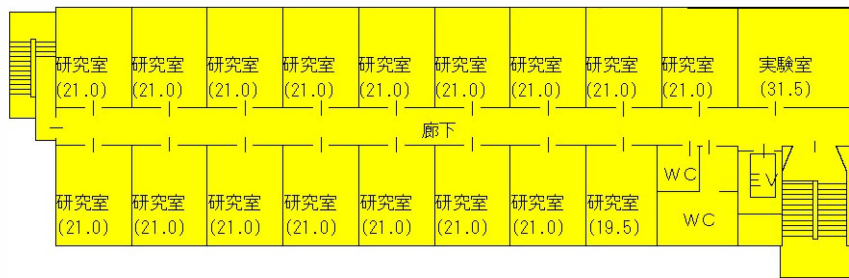 研究室 研究室 研究室 研究室 研究室 研究室 研究室 研究室 研究室 実験室
(21.0) (21.0) (21.0) (21.0) (21.0) (21.0) (21.0) (21.0) (21.0) (31.5)
廊下
WC EV
研究室 研究室 研究室 研究室 研究室 研究室 研究室 研究室
(21.0) (21.0) (21.0) (21.0) (21.0) (21.0) (21.0) (19.5)
WC